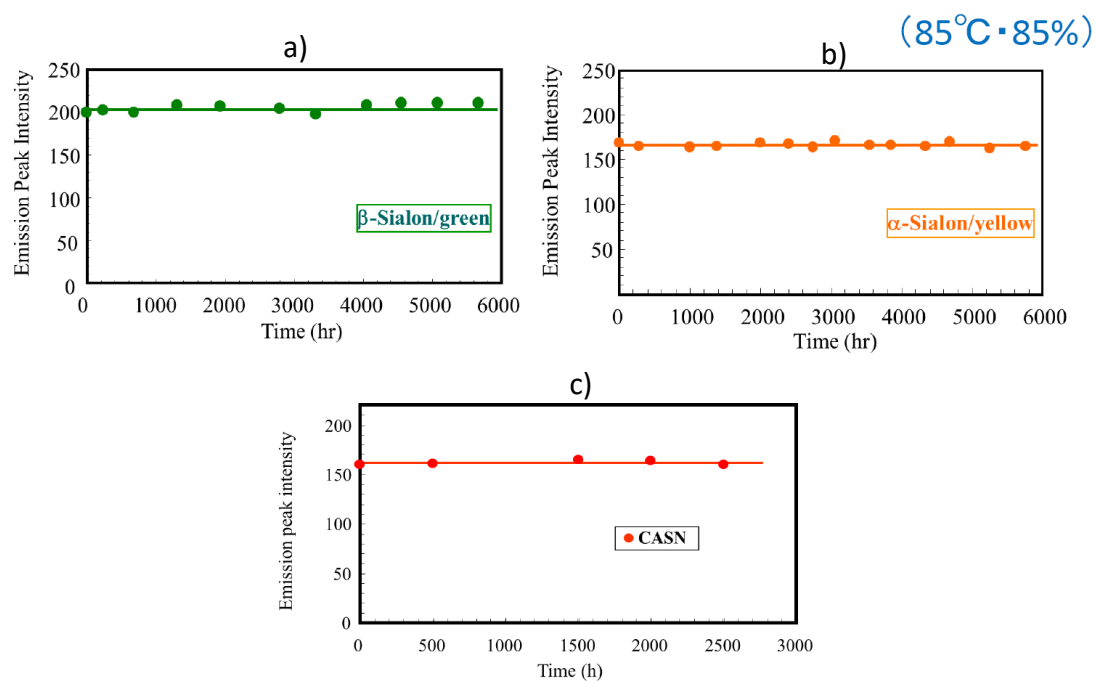 (85℃・85%)
a)
250
200
150
100
50
0
Emission Peak Intensity
β-Sialon/green
0 1000 2000 3000 4000 5000 6000
Time (hr)
b)
250
200
150
100
50
Emission Peak Intensity
α-Sialon/yellow
0 1000 2000 3000 4000 5000 6000
Time (hr)
c)
200
150
100
50
0
Emission peak intensity
CASN
0 500 1000 1500 2000 2500 3000
Time (h)